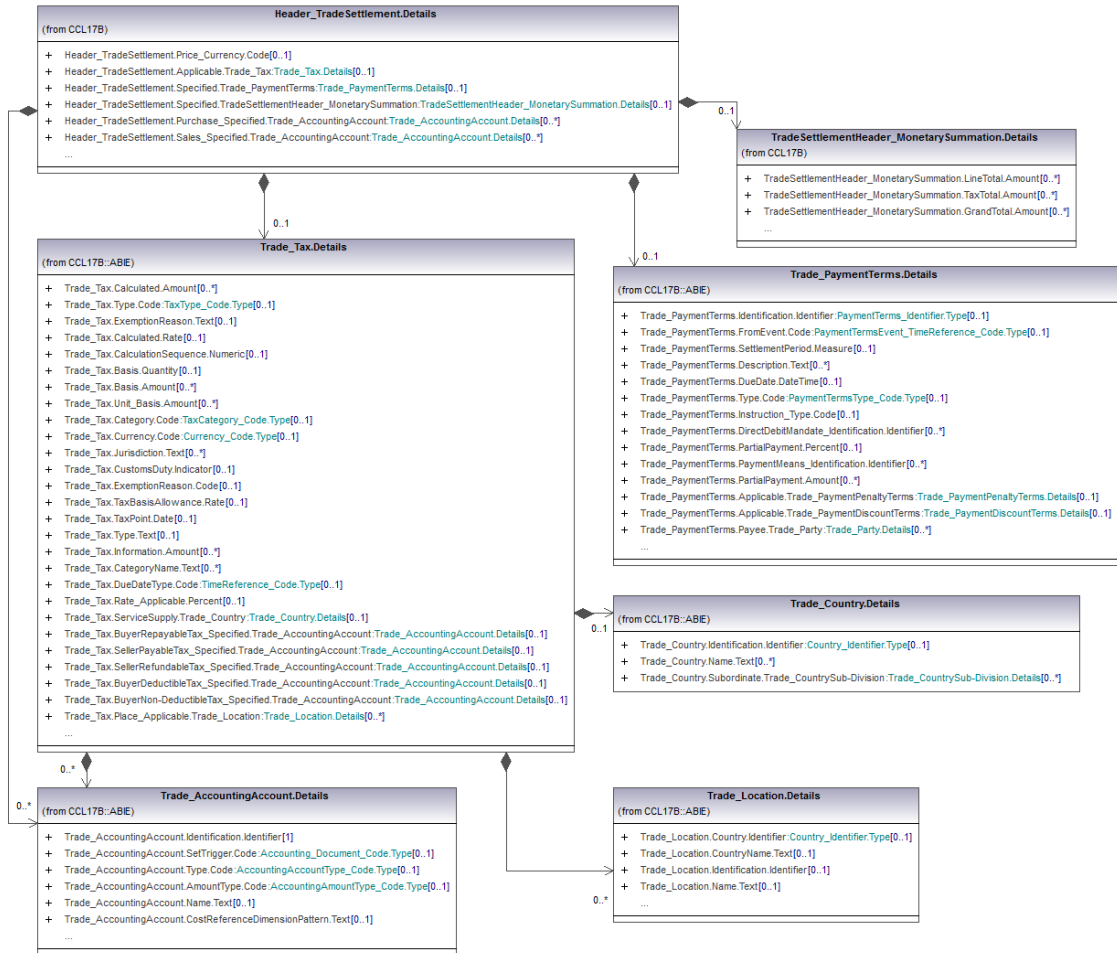 Header_TradeSettlement.Details
(from CCL17B)
+ Header_TradeSettlement.Price_Currency.Code[0..1]
+ Header_TradeSettlement.Applicable.Trade_Tax:Trade_Tax.Details[0..1]
+ Header_TradeSettlement.Specified.Trade_PaymentTerms:Trade_PaymentTerms.Details[0..1]
+ Header_TradeSettlement.Specified.TradeSettlementHeader_MonetarySummation:TradeSettlementHeader_MonetarySummation.Details[0..1]
+ Header_TradeSettlement.Purchase_Specified.Trade_AccountingAccount:Trade_AccountingAccount.Details[0..*]
+ Header_TradeSettlement.Sales_Specified.Trade_AccountingAccount:Trade_AccountingAccount.Details[0..*]
...
0..1
TradeSettlementHeader_MonetarySummation.Details
(from CCL17B)
+ TradeSettlementHeader_MonetarySummation.LineTotal.Amount[0..*]
+ TradeSettlementHeader_MonetarySummation.TaxTotal.Amount[0..*]
+ TradeSettlementHeader_MonetarySummation.GrandTotal.Amount[0..*]
...
0..1
0..1
Trade_Tax.Details
(from CCL17B::ABIE)
+ Trade_Tax.Calculated.Amount[0..*]
+ Trade_Tax.Type.Code:TaxType_Code.Type[0..1]
+ Trade_Tax.ExemptionReason.Text[0..1]
+ Trade_Tax.Calculated.Rate[0..1]
+ Trade_Tax.CalculationSequence.Numeric[0..1]
+ Trade_Tax.Basis.Quantity[0..1]
+ Trade_Tax.Basis.Amount[0..*]
+ Trade_Tax.Unit_Basis.Amount[0..*]
+ Trade_Tax.Category.Code:TaxCategory_Code.Type[0..1]
+ Trade_Tax.Currency.Code:Currency_Code.Type[0..1]
+ Trade_Tax.Jurisdiction.Text[0..*]
+ Trade_Tax.CustomsDuty.Indicator[0..1]
+ Trade_Tax.ExemptionReason.Code[0..1]
+ Trade_Tax.TaxBasisAllowance.Rate[0..1]
+ Trade_Tax.TaxPoint.Date[0..1]
+ Trade_Tax.Type.Text[0..1]
+ Trade_Tax.Information.Amount[0..*]
+ Trade_Tax.CategoryName.Text[0..*]
+ Trade_Tax.DueDateType.Code:TimeReference_Code.Type[0..1]
+ Trade_Tax.Rate_Applicable.Percent[0..1]
+ Trade_Tax.ServiceSupply.Trade_Country:Trade_Country.Details[0..1]
+ Trade_Tax.BuyerRepayableTax_Specified.Trade_AccountingAccount:Trade_AccountingAccount.Details[0..1]
+ Trade_Tax.SellerPayableTax_Specified.Trade_AccountingAccount:Trade_AccountingAccount.Details[0..1]
+ Trade_Tax.SellerRefundableTax_Specified.Trade_AccountingAccount:Trade_AccountingAccount.Details[0..1]
+ Trade_Tax.BuyerDeductibleTax_Specified.Trade_AccountingAccount:Trade_AccountingAccount.Details[0..1]
+ Trade_Tax.BuyerNon-DeductibleTax_Specified.Trade_AccountingAccount:Trade_AccountingAccount.Details[0..1]
+ Trade_Tax.Place_Applicable.Trade_Location:Trade_Location.Details[0..*]
...
Trade_PaymentTerms.Details
(from CCL17B::ABIE)
+ Trade_PaymentTerms.Identification.Identifier:PaymentTerms_Identifier.Type[0..1]
+ Trade_PaymentTerms.FromEvent.Code:PaymentTermsEvent_TimeReference_Code.Type[0..1]
+ Trade_PaymentTerms.SettlementPeriod.Measure[0..1]
+ Trade_PaymentTerms.Description.Text[0..*]
+ Trade_PaymentTerms.DueDate.DateTime[0..1]
+ Trade_PaymentTerms.Type.Code:PaymentTermsType_Code.Type[0..1]
+ Trade_PaymentTerms.Instruction_Type.Code[0..1]
+ Trade_PaymentTerms.DirectDebitMandate_Identification.Identifier[0..*]
+ Trade_PaymentTerms.PartialPayment.Percent[0..1]
+ Trade_PaymentTerms.PaymentMeans_Identification.Identifier[0..*]
+ Trade_PaymentTerms.PartialPayment.Amount[0..*]
+ Trade_PaymentTerms.Applicable.Trade_PaymentPenaltyTerms:Trade_PaymentPenaltyTerms.Details[0..1]
+ Trade_PaymentTerms.Applicable.Trade_PaymentDiscountTerms:Trade_PaymentDiscountTerms.Details[0..1]
+ Trade_PaymentTerms.Payee.Trade_Party:Trade_Party.Details[0..*]
...
0..1
Trade_Country.Details
(from CCL17B::ABIE)
+ Trade_Country.Identification.Identifier:Country_Identifier.Type[0..1]
+ Trade_Country.Name.Text[0..*]
+ Trade_Country.Subordinate.Trade_CountrySub-Division:Trade_CountrySub-Division.Details[0..*]
0..*
0..*
Trade_AccountingAccount.Details
(from CCL17B::ABIE)
+ Trade_AccountingAccount.Identification.Identifier[1]
+ Trade_AccountingAccount.SetTrigger.Code:Accounting_Document_Code.Type[0..1]
+ Trade_AccountingAccount.Type.Code:AccountingAccountType_Code.Type[0..1]
+ Trade_AccountingAccount.AmountType.Code:AccountingAmountType_Code.Type[0..1]
+ Trade_AccountingAccount.Name.Text[0..1]
+ Trade_AccountingAccount.CostReferenceDimensionPattern.Text[0..1]
...
0..*
Trade_Location.Details
(from CCL17B::ABIE)
+ Trade_Location.Country.Identifier:Country_Identifier.Type[0..1]
+ Trade_Location.CountryName.Text[0..1]
+ Trade_Location.Identification.Identifier[0..1]
+ Trade_Location.Name.Text[0..1]
...